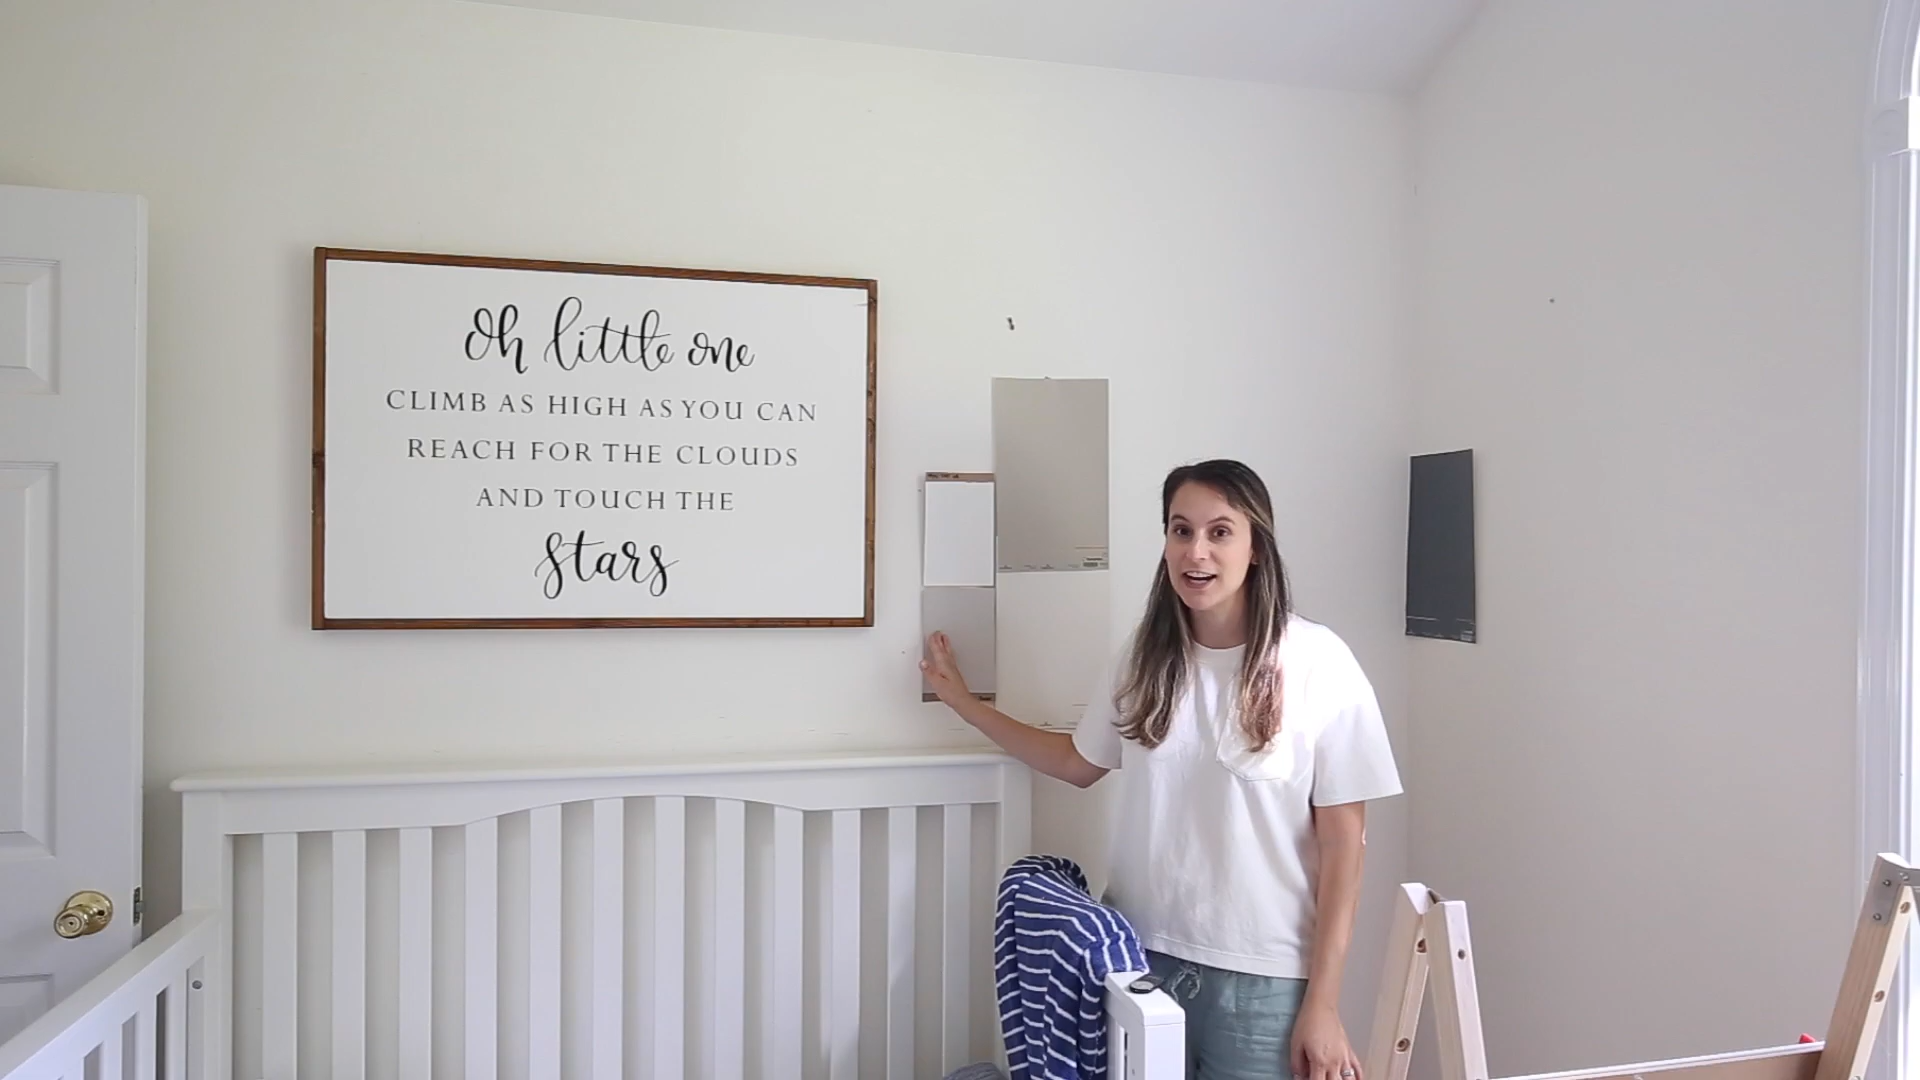 Oh little one
CLIMB AS HIGH AS YOU CAN
REACH FOR THE CLOUDS
AND TOUCH THE
stars